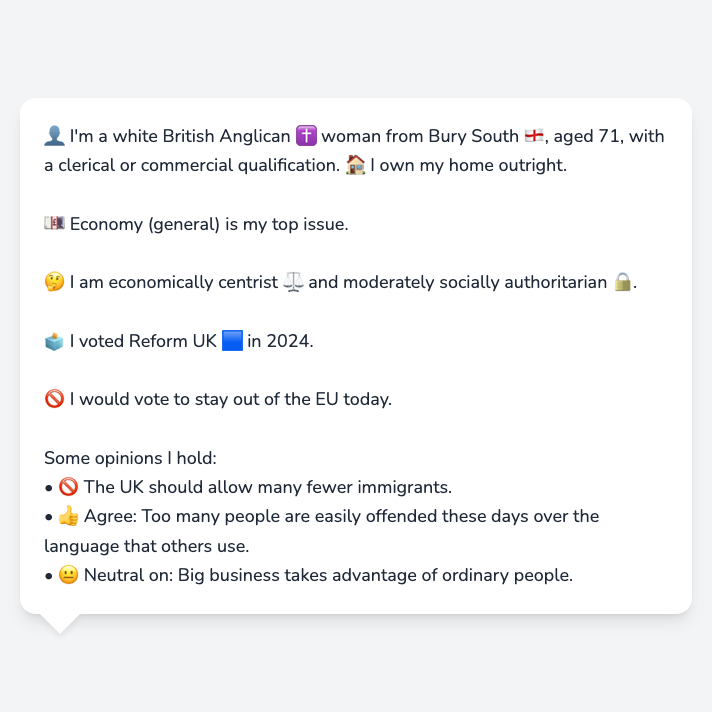 👤 I'm a white British Anglican ✝️ woman from Bury South 🏴󠁧󠁢󠁥󠁮󠁧󠁿, aged 71, with
a clerical or commercial qualification. 🏠 I own my home outright.
💷 Economy (general) is my top issue.
🤔 I am economically centrist ⚖️ and moderately socially authoritarian 🔒.
🗳️ I voted Reform UK 🟦 in 2024.
🚫 I would vote to stay out of the EU today.
Some opinions I hold:
• 🚫 The UK should allow many fewer immigrants.
• 👍 Agree: Too many people are easily offended these days over the
language that others use.
• 😐 Neutral on: Big business takes advantage of ordinary people.